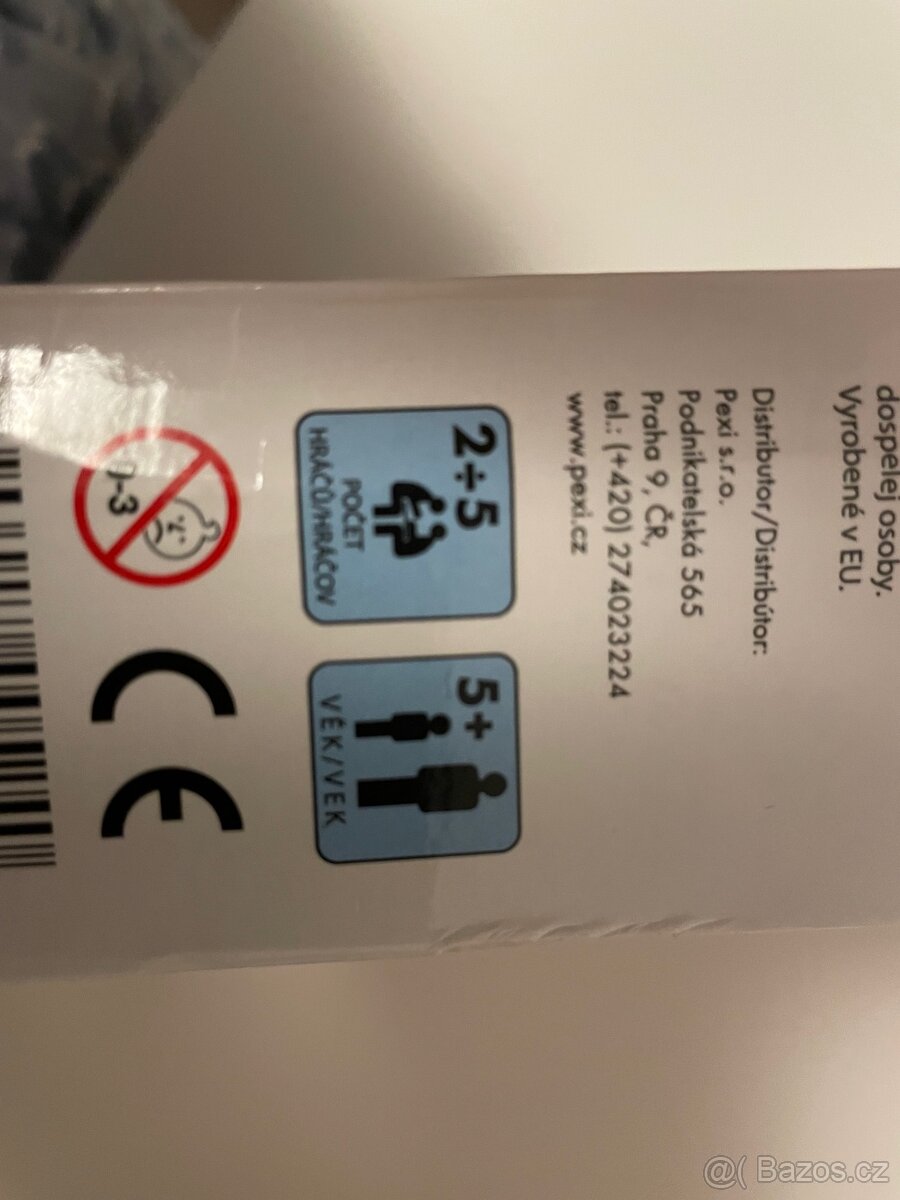 dospelej osoby.
Vyrobené v EU.
Distributor/Distribútor:
Pexi s.r.o.
Podnikatelská 565
Praha 9, ČR,
tel.: (+420) 274023224
www.pexi.cz
2÷5
POČET
HRÁČŮ/HRÁČOV
5+
VĚK/VEK
0-3
CE
@( Bazos.cz